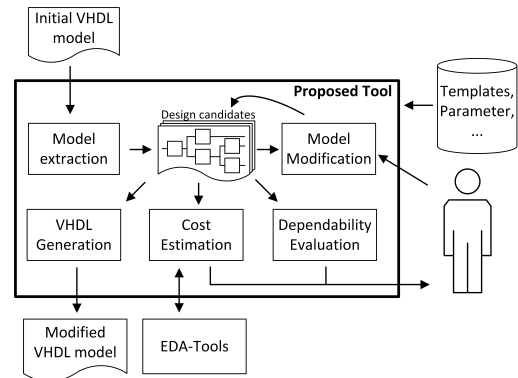 Initial VHDL
model
Proposed Tool
Templates,
Parameter,
...
Design candidates
Model
extraction
Model
Modification
VHDL
Generation
Cost
Estimation
Dependability
Evaluation
Modified
VHDL model
EDA-Tools